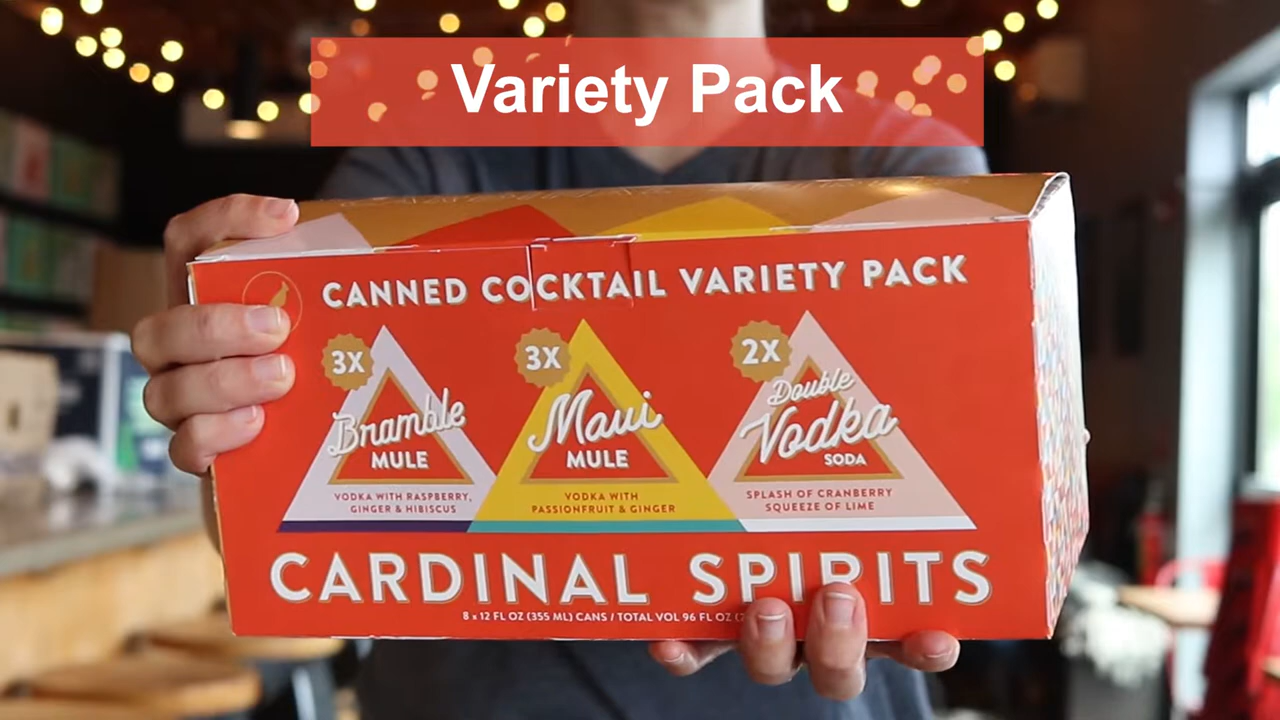 Variety Pack
CANNED COCKTAIL VARIETY PACK
3X
Bramble
MULE
VODKA WITH RASPBERRY,
GINGER & HIBISCUS
3X
Maui
MULE
VODKA WITH
PASSIONFRUIT & GINGER
2X
Double
Vodka
SODA
SPLASH OF CRANBERRY
SQUEEZE OF LIME
CARDINAL SPIRITS
8 x 12 FL OZ (355 ML) CANS / TOTAL VOL 96 FL OZ